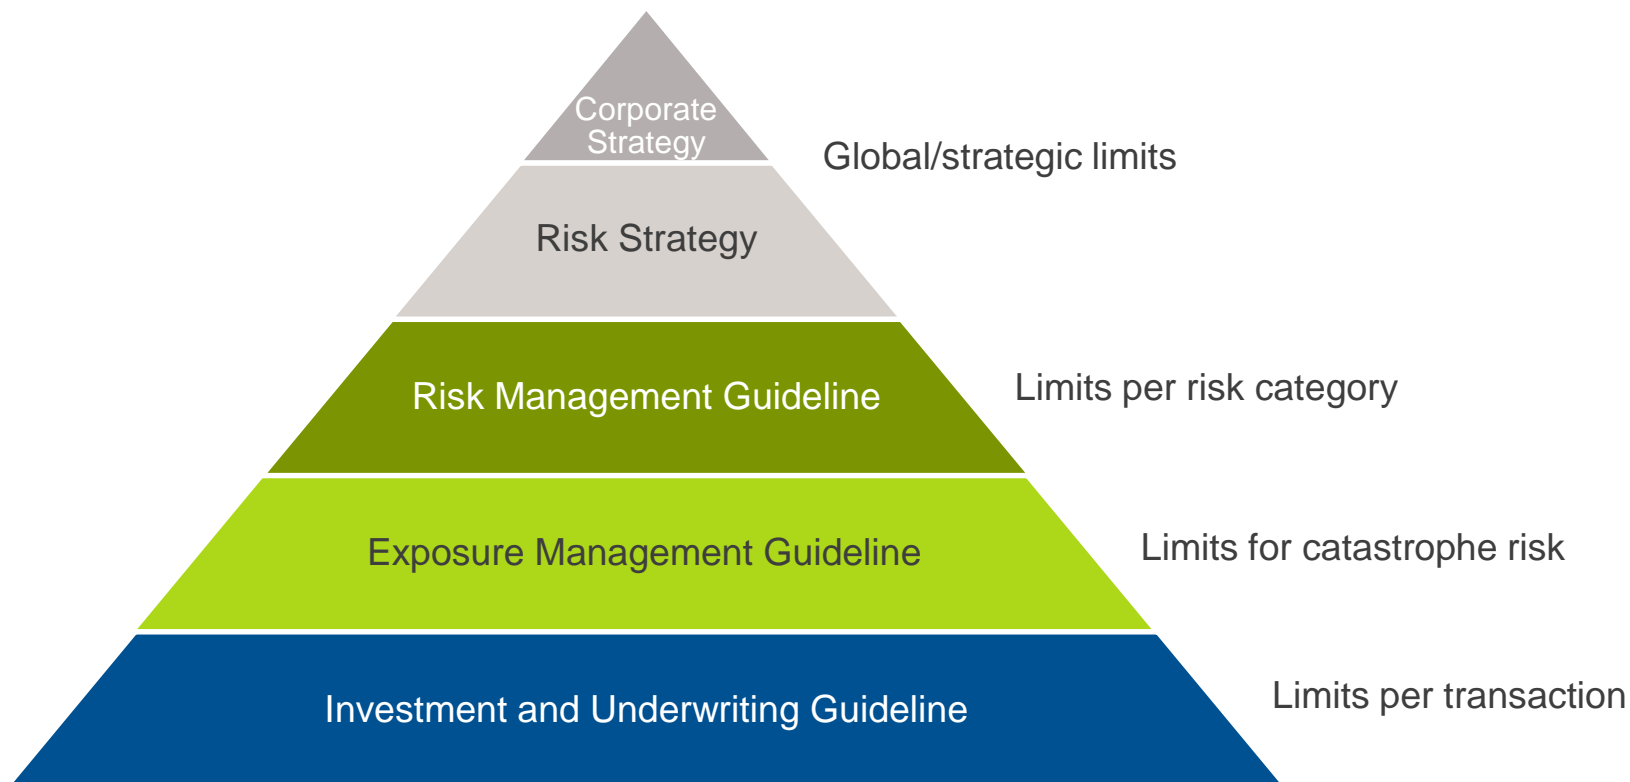 Corporate
Strategy
Global/strategic limits
Risk Strategy
Risk Management Guideline
Limits per risk category
Exposure Management Guideline
Limits for catastrophe risk
Investment and Underwriting Guideline
Limits per transaction